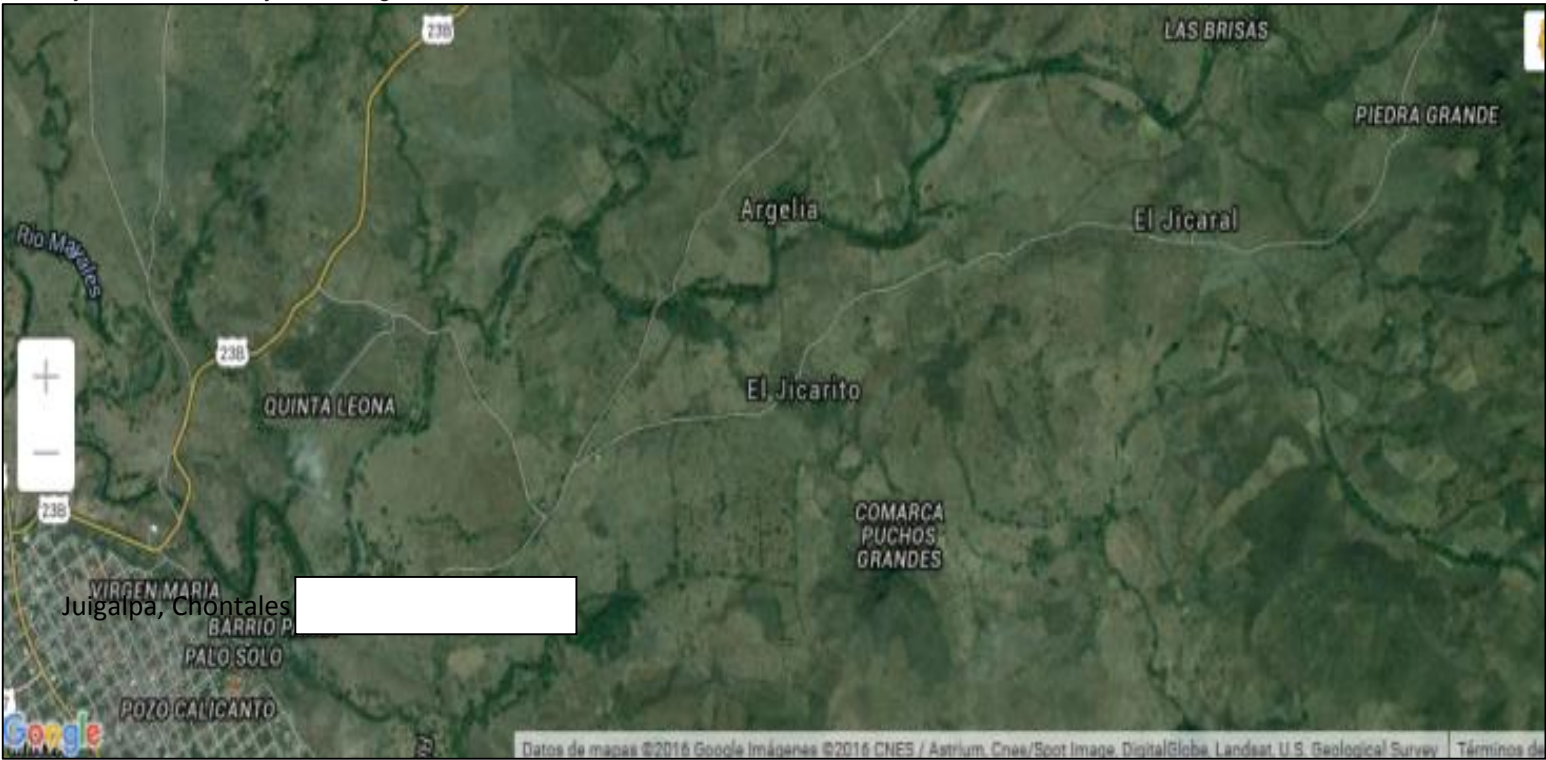 23B
LAS BRISAS
PIEDRA GRANDE
Argelia
El Jicaral
Rio Mayales
23B
QUINTA LEONA
El Jicarito
23B
COMARCA
PUCHOS
GRANDES
VIRGEN MARIA
Juigalpa, Chontales
BARRIO
PALO SOLO
POZO CALICANTO
Google
Datos de mapas ©2016 Google Imágenes ©2016 CNES / Astrium, Cnes/Spot Image, DigitalGlobe, Landsat, U.S. Geological Survey
Términos de